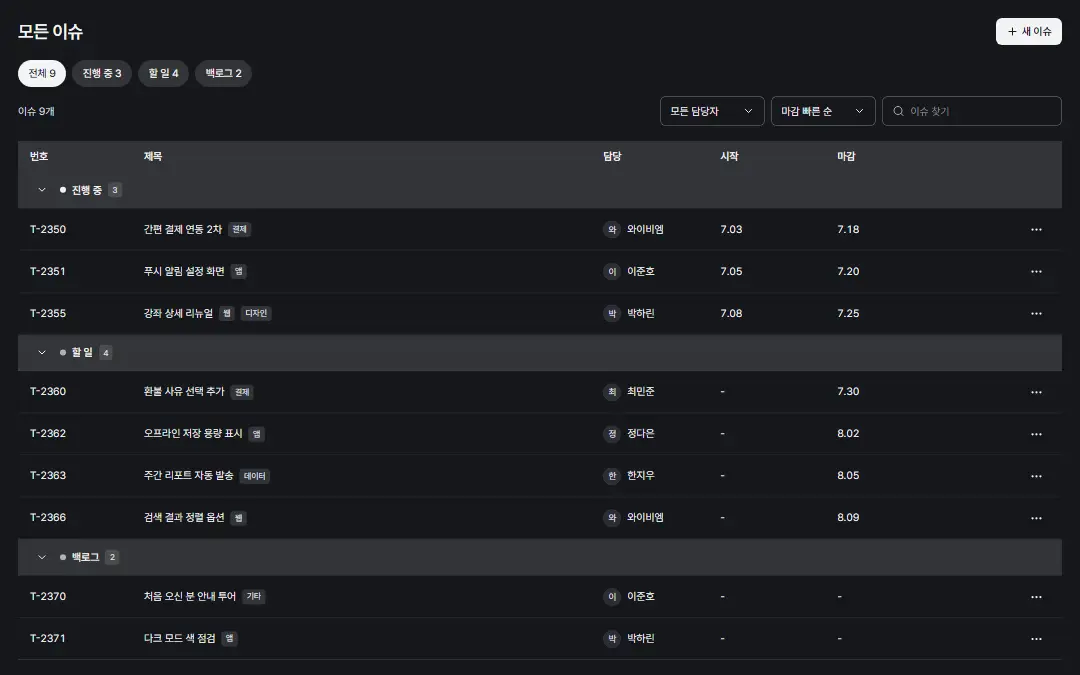 모든 이슈
+ 새 이슈
전체 9 진행 중 3 할 일 4 백로그 2
이슈 9개
모든 담당자 마감 빠른 순 이슈 찾기
번호 제목 담당 시작 마감
진행 중 3
T-2350 간편 결제 연동 2차 결제 와 와이비엠 7.03 7.18
T-2351 푸시 알림 설정 화면 앱 이 이준호 7.05 7.20
T-2355 강좌 상세 리뉴얼 웹 디자인 박 박하린 7.08 7.25
할 일 4
T-2360 환불 사유 선택 추가 결제 최 최민준 - 7.30
T-2362 오프라인 저장 용량 표시 앱 정 정다은 - 8.02
T-2363 주간 리포트 자동 발송 데이터 한 한지우 - 8.05
T-2366 검색 결과 정렬 옵션 웹 와 와이비엠 - 8.09
백로그 2
T-2370 처음 오신 분 안내 투어 기타 이 이준호 - -
T-2371 다크 모드 색 점검 앱 박 박하린 - -